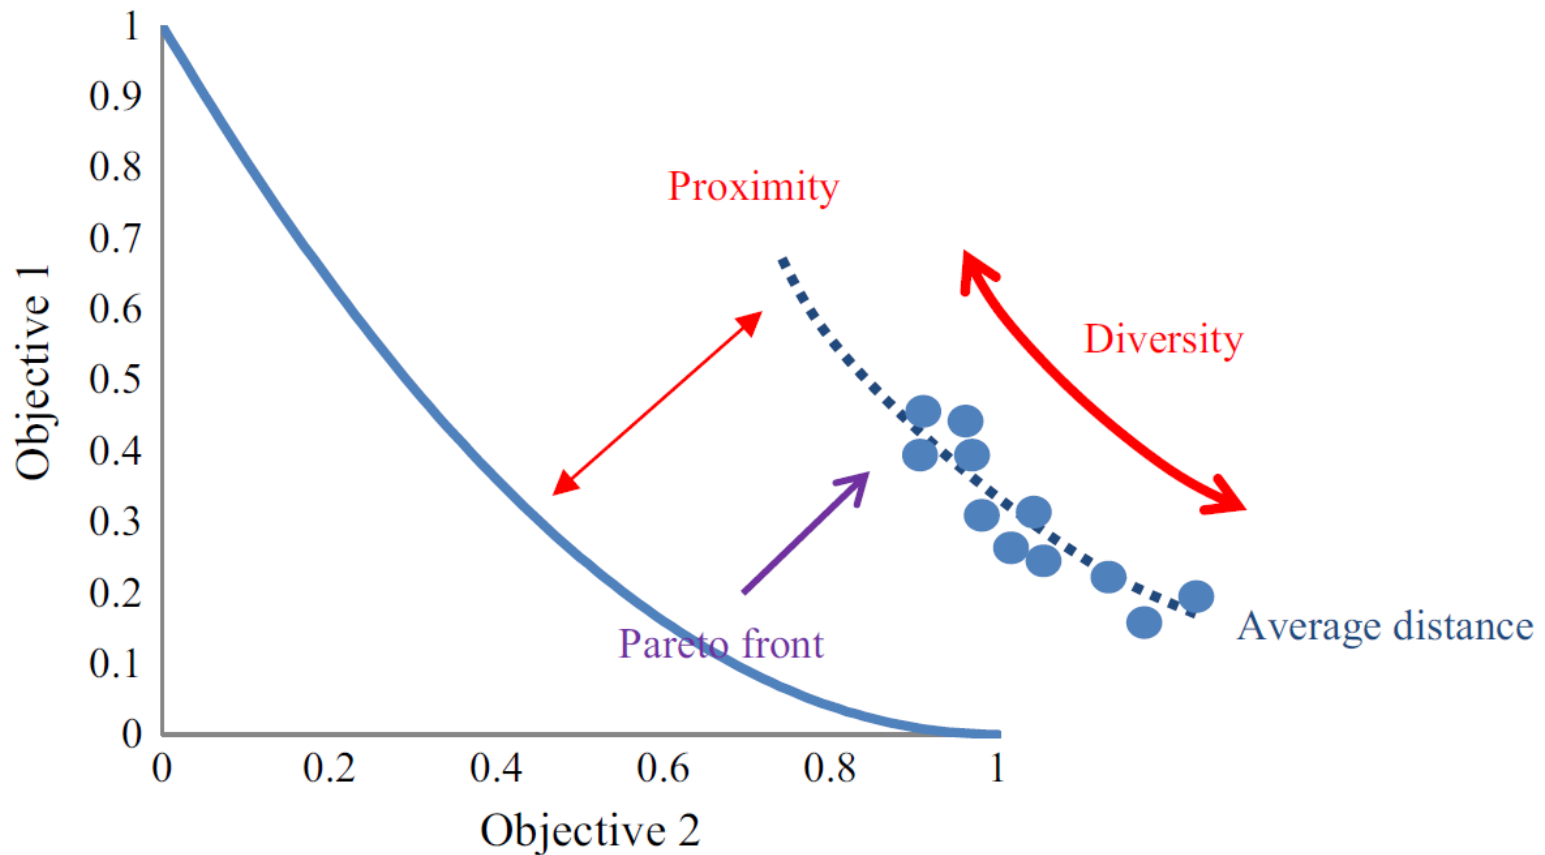 1
0.9
0.8
0.7
0.6
0.5
0.4
0.3
0.2
0.1
0
Objective 1
Proximity
Diversity
Pareto front
Average distance
0 0.2 0.4 0.6 0.8 1
Objective 2